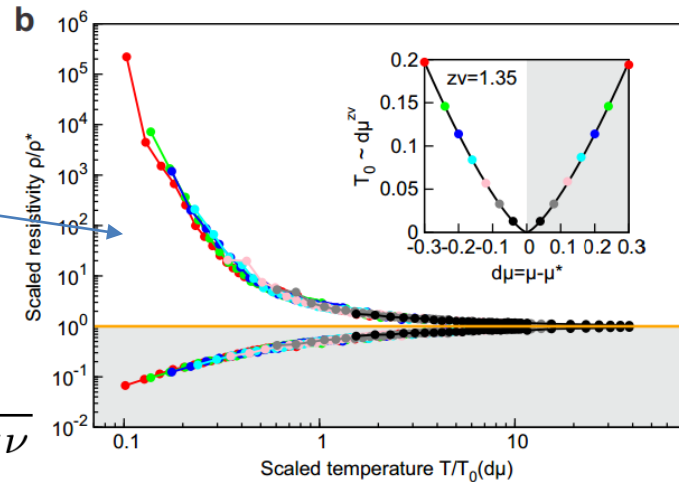 b
Scaled resistivity ρ/ρ*
10^6
10^5
10^4
10^3
10^2
10^1
10^0
10^-1
10^-2
0.1 1 10
Scaled temperature T/T₀(dμ)
zν=1.35
T₀ ~ dμ^zν
0.2
0.15
0.1
0.05
0
-0.3 -0.2 -0.1 0 0.1 0.2 0.3
dμ=μ-μ*
ν